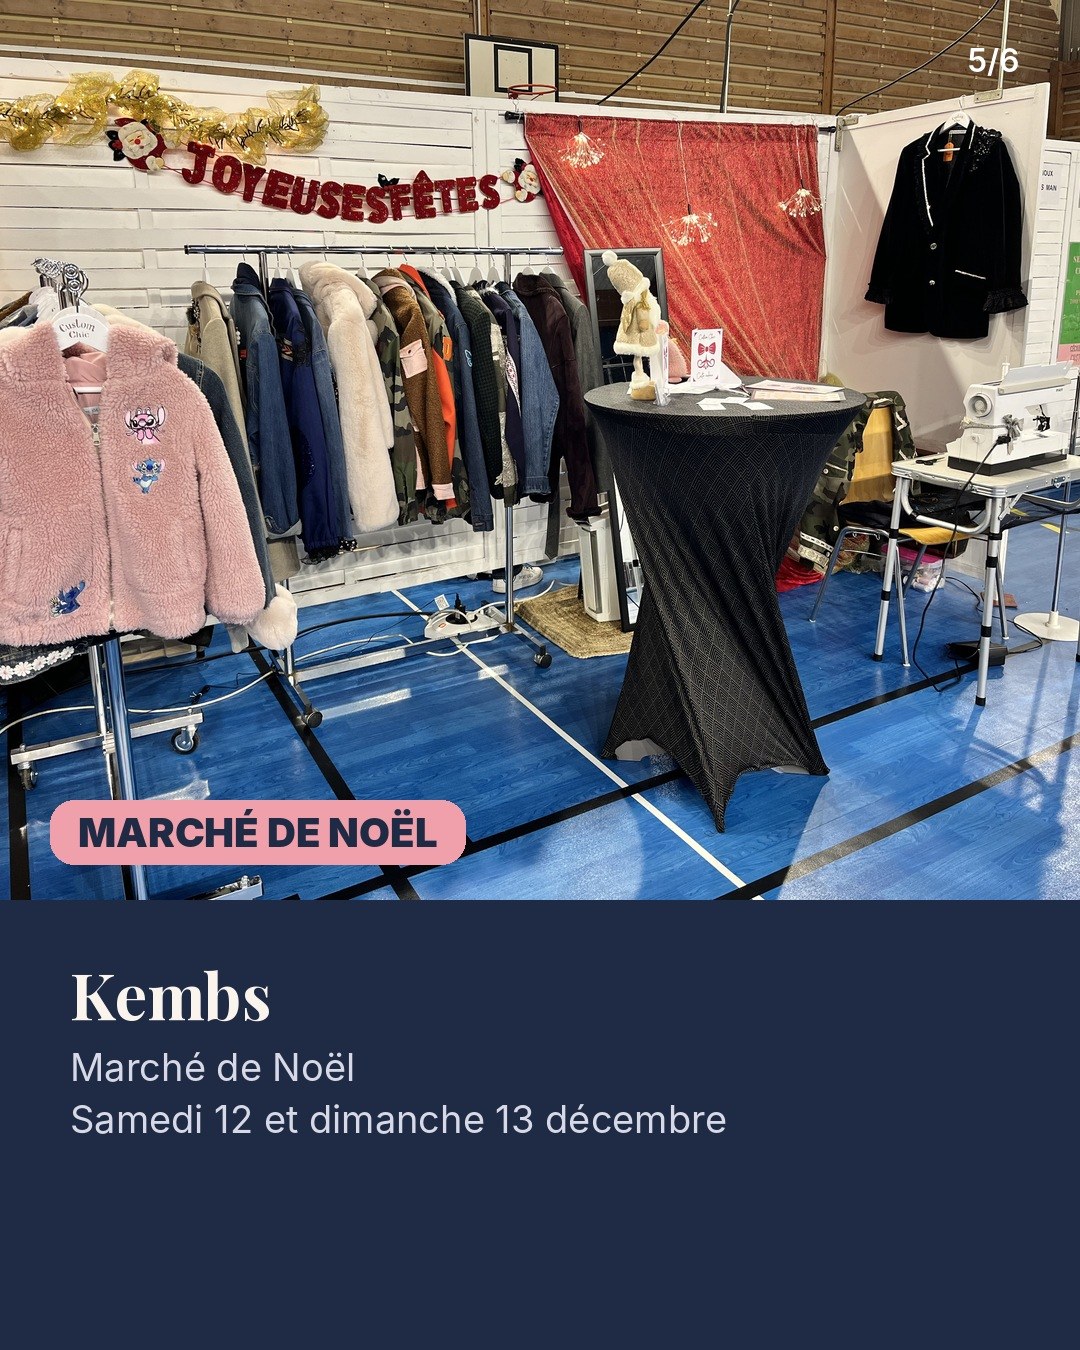 5/6
JOYEUSES FÊTES
Custom
Chic
MARCHÉ DE NOËL
Kembs
Marché de Noël
Samedi 12 et dimanche 13 décembre